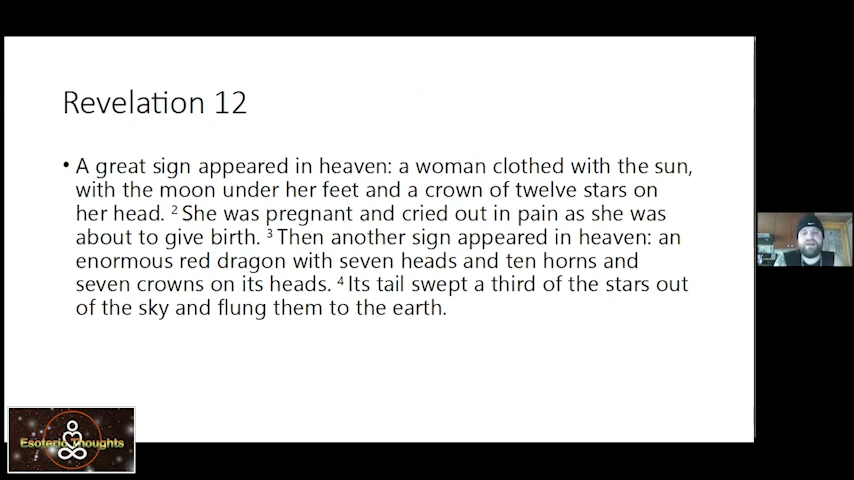 Revelation 12
• A great sign appeared in heaven: a woman clothed with the sun,
with the moon under her feet and a crown of twelve stars on
her head. ² She was pregnant and cried out in pain as she was
about to give birth. ³ Then another sign appeared in heaven: an
enormous red dragon with seven heads and ten horns and
seven crowns on its heads. ⁴ Its tail swept a third of the stars out
of the sky and flung them to the earth.
Esoteric Thoughts